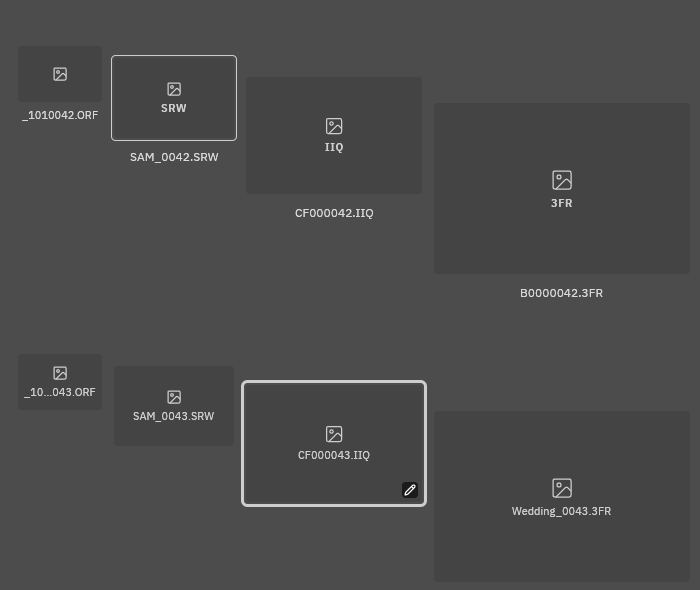 _1010042.ORF
SRW
SAM_0042.SRW
IIQ
CF000042.IIQ
3FR
B0000042.3FR
_10...043.ORF
SAM_0043.SRW
CF000043.IIQ
Wedding_0043.3FR